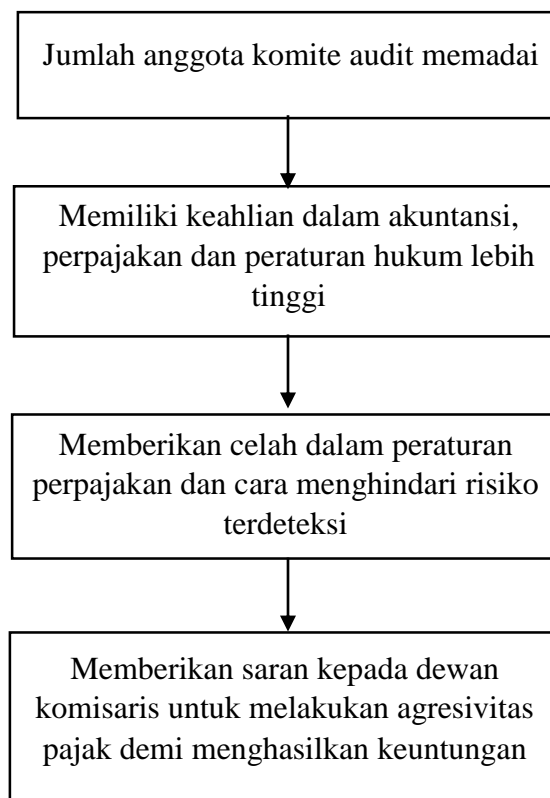 Jumlah anggota komite audit memadai
Memiliki keahlian dalam akuntansi,
perpajakan dan peraturan hukum lebih
tinggi
Memberikan celah dalam peraturan
perpajakan dan cara menghindari risiko
terdeteksi
Memberikan saran kepada dewan
komisaris untuk melakukan agresivitas
pajak demi menghasilkan keuntungan